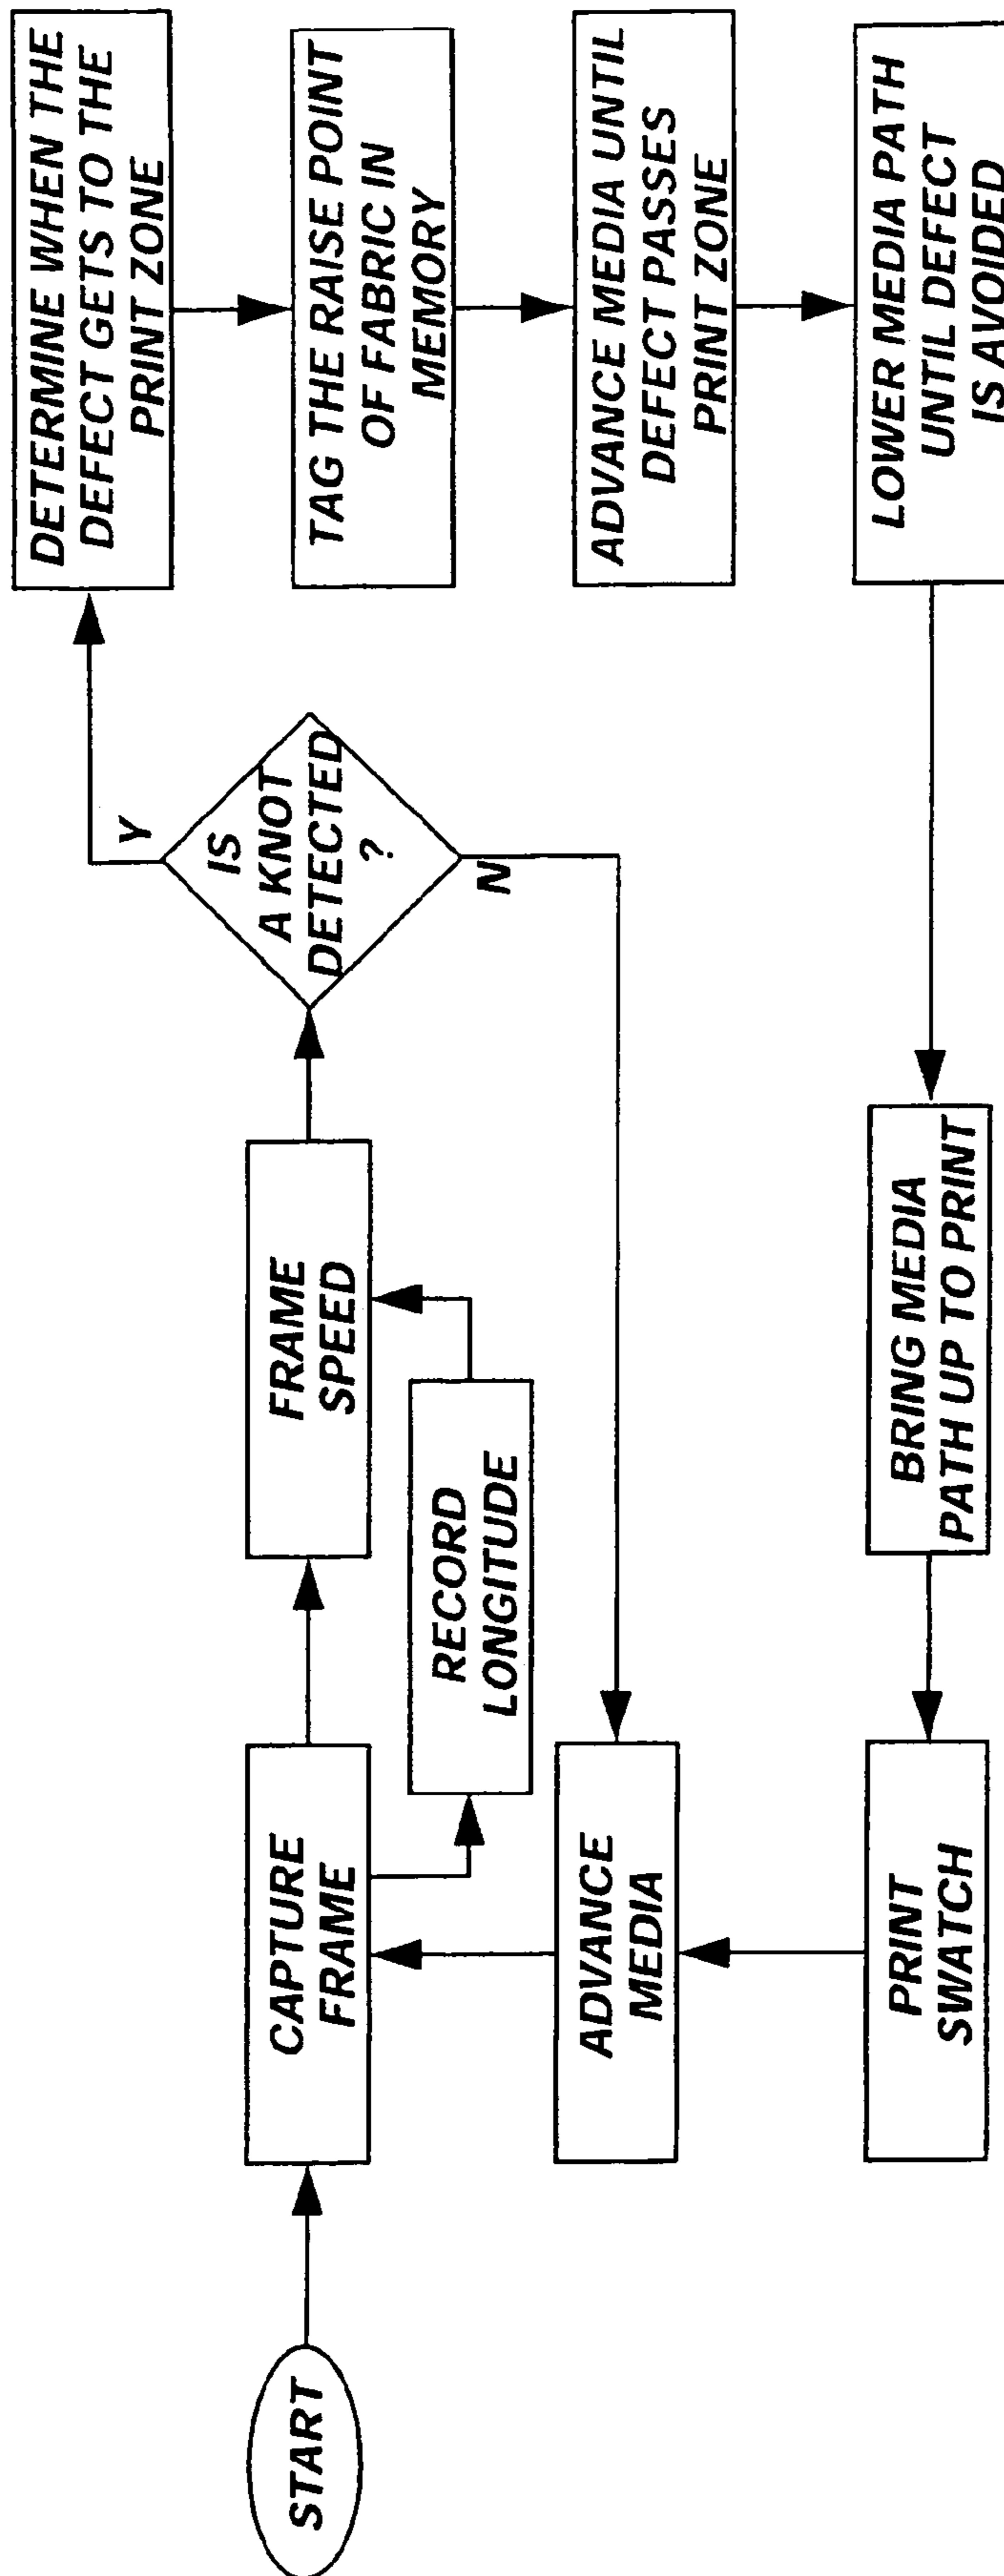 START
CAPTURE
FRAME
RECORD
LONGITUDE
FRAME
SPEED
IS
A KNOT
DETECTED
?
Y
N
DETERMINE WHEN THE
DEFECT GETS TO THE
PRINT ZONE
TAG THE RAISE POINT
OF FABRIC IN
MEMORY
ADVANCE MEDIA UNTIL
DEFECT PASSES
PRINT ZONE
LOWER MEDIA PATH
UNTIL DEFECT
IS AVOIDED
BRING MEDIA
PATH UP TO PRINT
PRINT
SWATCH
ADVANCE
MEDIA